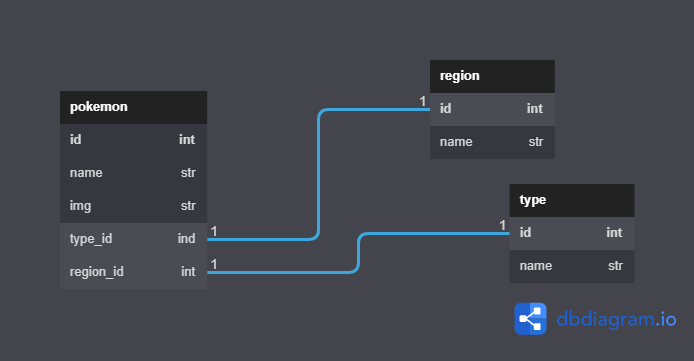 pokemon
id int
name str
img str
type_id ind
region_id int
1
1
region
1
id int
name str
type
1
id int
name str
dbdiagram.io